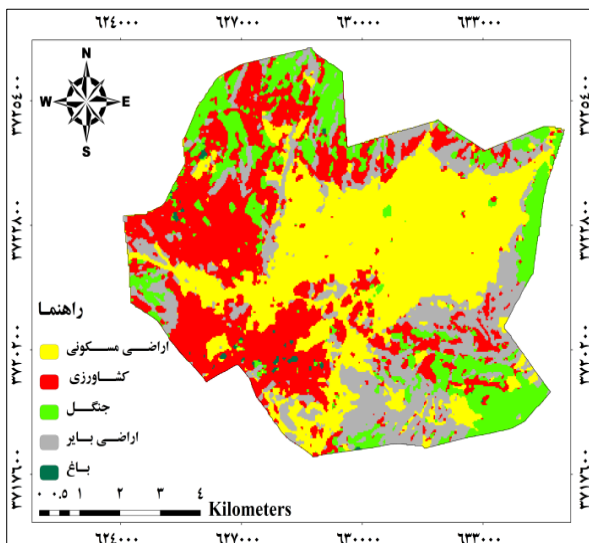 ۶۲۴۰۰۰ ۶۲۷۰۰۰ ۶۳۰۰۰۰ ۶۳۳۰۰۰
N
W E
S
۳۷۲۵۴۰۰ ۳۷۲۵۴۰۰
۳۷۲۲۸۰۰ ۳۷۲۲۸۰۰
۳۷۲۰۲۰۰ ۳۷۲۰۲۰۰
۳۷۱۷۶۰۰ ۳۷۱۷۶۰۰
راهنما
اراضی مسکونی
کشاورزی
جنگل
اراضی بایر
باغ
۰ ۰.۵ ۱ ۲ ۳ ۴
Kilometers
۶۲۴۰۰۰ ۶۲۷۰۰۰ ۶۳۰۰۰۰ ۶۳۳۰۰۰